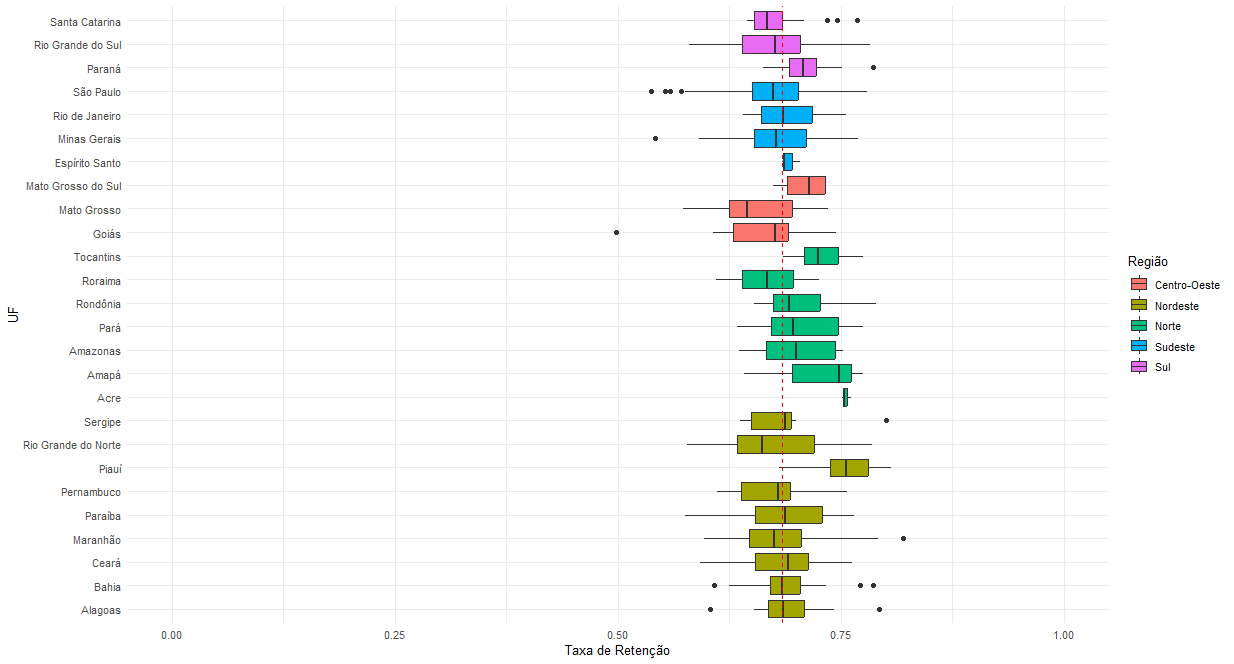 Santa Catarina
Rio Grande do Sul
Paraná
São Paulo
Rio de Janeiro
Minas Gerais
Espírito Santo
Mato Grosso do Sul
Mato Grosso
Goiás
Tocantins
Roraima
Rondônia
Pará
Amazonas
Amapá
Acre
Sergipe
Rio Grande do Norte
Piauí
Pernambuco
Paraíba
Maranhão
Ceará
Bahia
Alagoas
UF
0.00 0.25 0.50 0.75 1.00
Taxa de Retenção
Região
Centro-Oeste
Nordeste
Norte
Sudeste
Sul